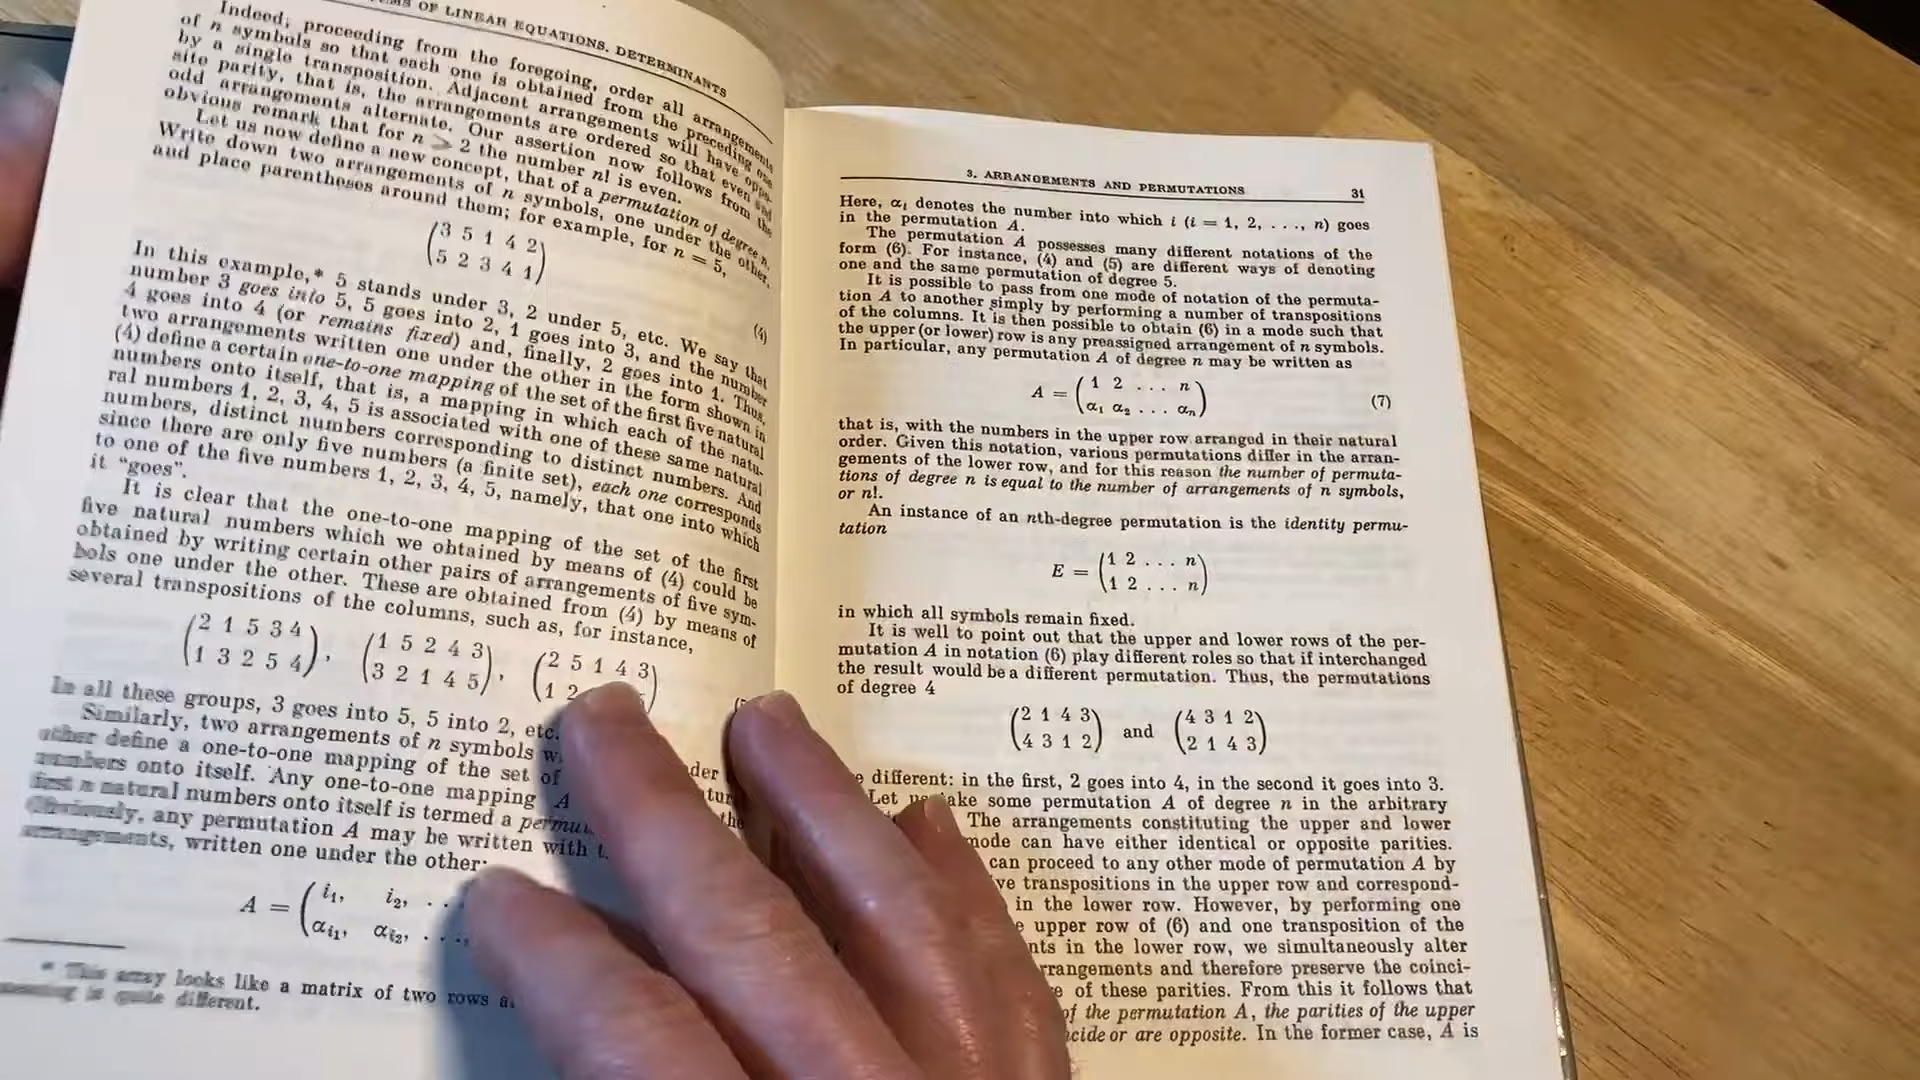 OF LINEAR EQUATIONS. DETERMINANTS
Indeed, proceeding from the foregoing, order all arrangements
of n symbols so that each one is obtained from the preceding one
by a single transposition. Adjacent arrangements will have oppo-
site parity, that is, the arrangements are ordered so that even and
odd arrangements alternate. Our assertion now follows from the
obvious remark that for n ⩾ 2 the number n! is even.
Let us now define a new concept, that of a permutation of degree n.
Write down two arrangements of n symbols, one under the other,
and place parentheses around them; for example, for n = 5,
(3 5 1 4 2)
(5 2 3 4 1)
(4)
In this example,* 5 stands under 3, 2 under 5, etc. We say that
number 3 goes into 5, 5 goes into 2, 1 goes into 3, and the number
4 goes into 4 (or remains fixed) and, finally, 2 goes into 1. Thus,
two arrangements written one under the other in the form shown in
(4) define a certain one-to-one mapping of the set of the first five natural
numbers onto itself, that is, a mapping in which each of the natu-
ral numbers 1, 2, 3, 4, 5 is associated with one of these same natural
numbers, distinct numbers corresponding to distinct numbers. And
since there are only five numbers (a finite set), each one corresponds
to one of the five numbers 1, 2, 3, 4, 5, namely, that one into which
it "goes".
It is clear that the one-to-one mapping of the set of the first
five natural numbers which we obtained by means of (4) could be
obtained by writing certain other pairs of arrangements of five sym-
bols one under the other. These are obtained from (4) by means of
several transpositions of the columns, such as, for instance,
(2 1 5 3 4), (1 5 2 4 3), (2 5 1 4 3)
(1 3 2 5 4) (3 2 1 4 5) (1 2
In all these groups, 3 goes into 5, 5 into 2, etc.
Similarly, two arrangements of n symbols
other define a one-to-one mapping of the set of
numbers onto itself. Any one-to-one mapping A the
first n natural numbers onto itself is termed a
Obviously, any permutation A may be written with
arrangements, written one under the other:
A = (i₁, i₂, ...
(αi₁, αi₂, ...,
* This array looks like a matrix of two rows
meaning is quite different.
3. ARRANGEMENTS AND PERMUTATIONS 31
Here, αi denotes the number into which i (i = 1, 2, ..., n) goes
in the permutation A.
The permutation A possesses many different notations of the
form (6). For instance, (4) and (5) are different ways of denoting
one and the same permutation of degree 5.
It is possible to pass from one mode of notation of the permuta-
tion A to another simply by performing a number of transpositions
of the columns. It is then possible to obtain (6) in a mode such that
the upper (or lower) row is any preassigned arrangement of n symbols.
In particular, any permutation A of degree n may be written as
A = (1 2 ... n)
(α₁ α₂ ... αn)
(7)
that is, with the numbers in the upper row arranged in their natural
order. Given this notation, various permutations differ in the arran-
gements of the lower row, and for this reason the number of permuta-
tions of degree n is equal to the number of arrangements of n symbols,
or n!.
An instance of an nth-degree permutation is the identity permu-
tation
E = (1 2 ... n)
(1 2 ... n)
in which all symbols remain fixed.
It is well to point out that the upper and lower rows of the per-
mutation A in notation (6) play different roles so that if interchanged
the result would be a different permutation. Thus, the permutations
of degree 4
(2 1 4 3) and (4 3 1 2)
(4 3 1 2) (2 1 4 3)
different: in the first, 2 goes into 4, in the second it goes into 3.
Let some permutation A of degree n in the arbitrary
The arrangements constituting the upper and lower
mode can have either identical or opposite parities.
can proceed to any other mode of permutation A by
transpositions in the upper row and correspond-
in the lower row. However, by performing one
upper row of (6) and one transposition of the
in the lower row, we simultaneously alter
and therefore preserve the coinci-
of these parities. From this it follows that
of the permutation A, the parities of the upper
or are opposite. In the former case, A is